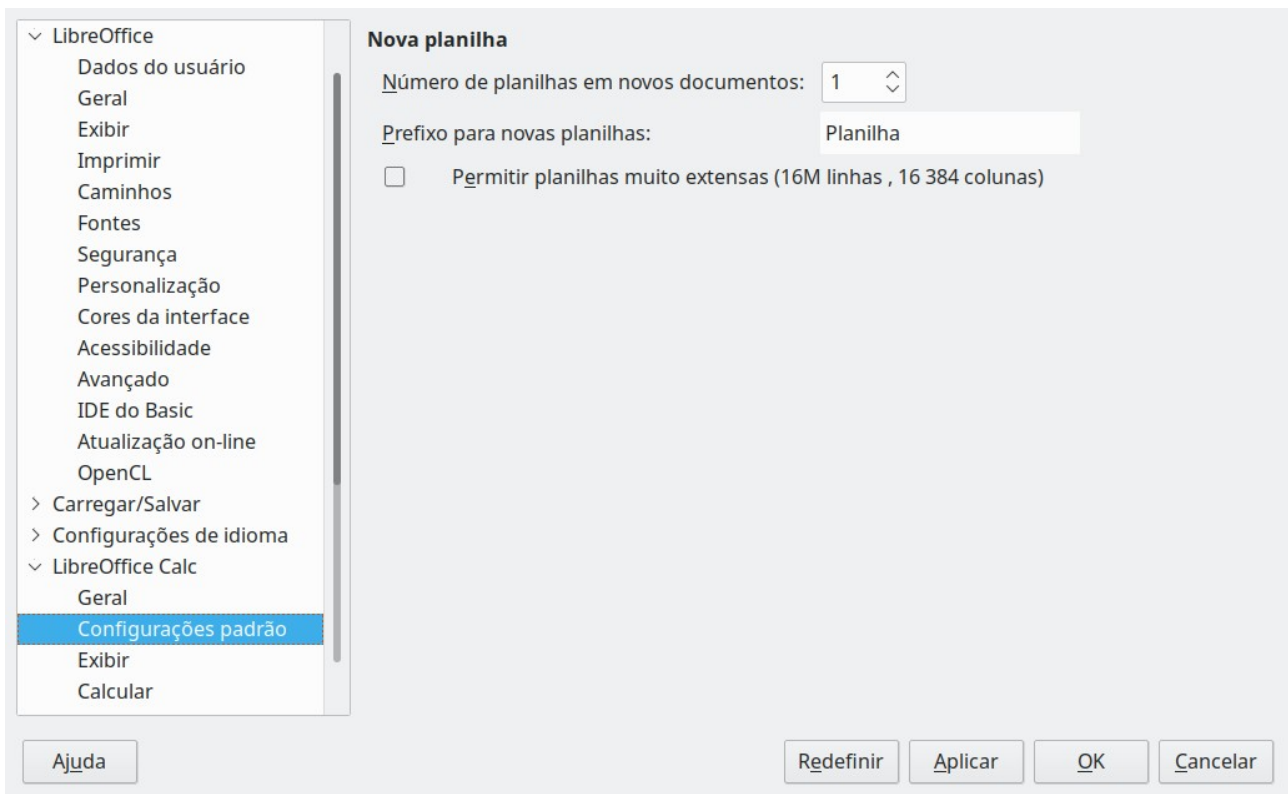 LibreOffice
Dados do usuário
Geral
Exibir
Imprimir
Caminhos
Fontes
Segurança
Personalização
Cores da interface
Acessibilidade
Avançado
IDE do Basic
Atualização on-line
OpenCL
Carregar/Salvar
Configurações de idioma
LibreOffice Calc
Geral
Configurações padrão
Exibir
Calcular
Nova planilha
Número de planilhas em novos documentos: 1
Prefixo para novas planilhas: Planilha
Permitir planilhas muito extensas (16M linhas , 16 384 colunas)
Ajuda Redefinir Aplicar OK Cancelar